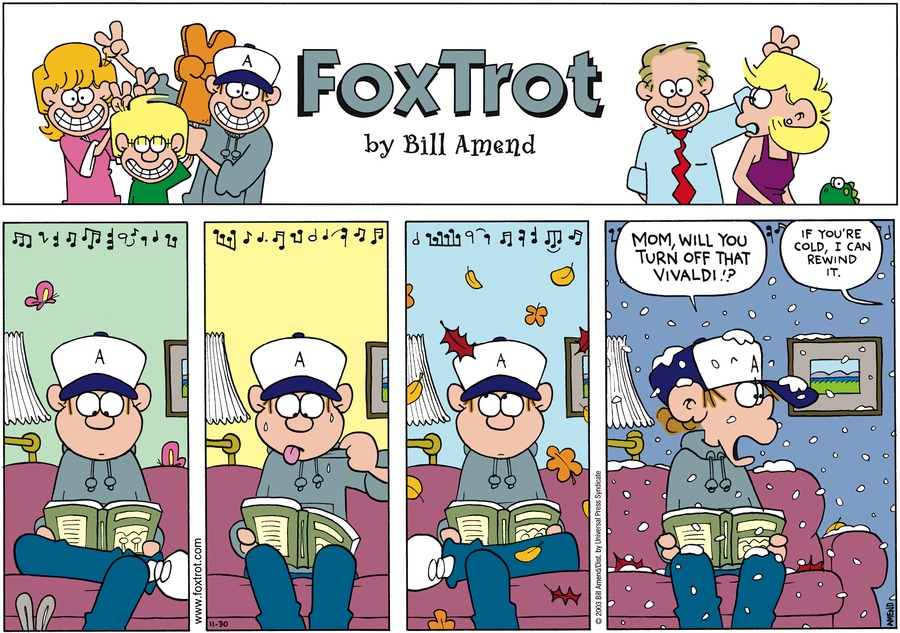 A
FOXTROT
by Bill Amend
A
www.foxtrot.com
11-30
A
A
© 2003 Bill Amend/Dist. by Universal Press Syndicate
MOM, WILL YOU
TURN OFF THAT
VIVALDI!?
IF YOU'RE
COLD, I CAN
REWIND
IT.
A
AMEND